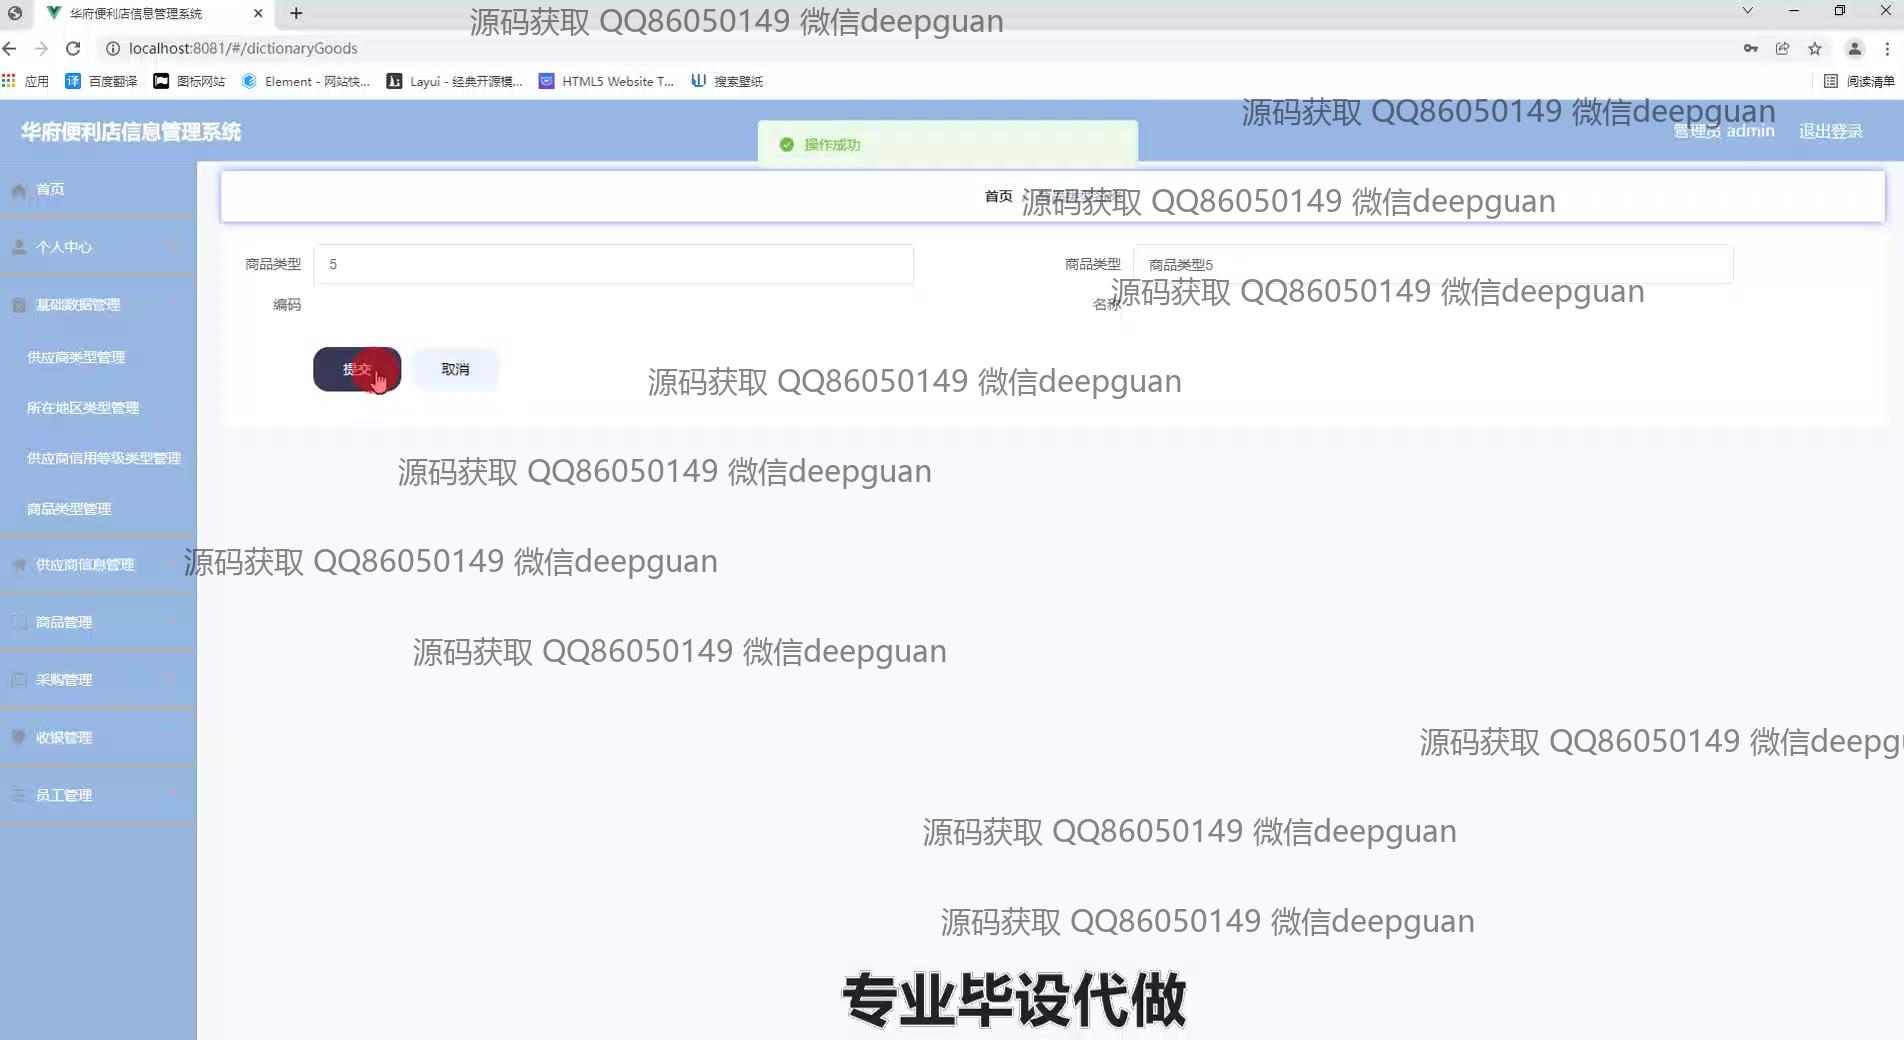 华府便利店信息管理系统
源码获取 QQ86050149 微信deepguan
localhost:8081/#/dictionaryGoods
应用 百度翻译 图标网站 Element - 网站快... Layui - 经典开源模... HTML5 Website T... 搜索壁纸 阅读清单
源码获取 QQ86050149 微信deepguan
华府便利店信息管理系统 操作成功 管理员 admin 退出登录
首页
首页
源码获取 QQ86050149 微信deepguan
个人中心
商品类型 5 商品类型 商品类型5
编码 名称
源码获取 QQ86050149 微信deepguan
基础数据管理
供应商类型管理
提交 取消
源码获取 QQ86050149 微信deepguan
所在地区类型管理
供应商信用等级类型管理
源码获取 QQ86050149 微信deepguan
商品类型管理
供应商信息管理
源码获取 QQ86050149 微信deepguan
商品管理
源码获取 QQ86050149 微信deepguan
采购管理
收银管理
源码获取 QQ86050149 微信deepg
员工管理
源码获取 QQ86050149 微信deepguan
源码获取 QQ86050149 微信deepguan
专业毕设代做